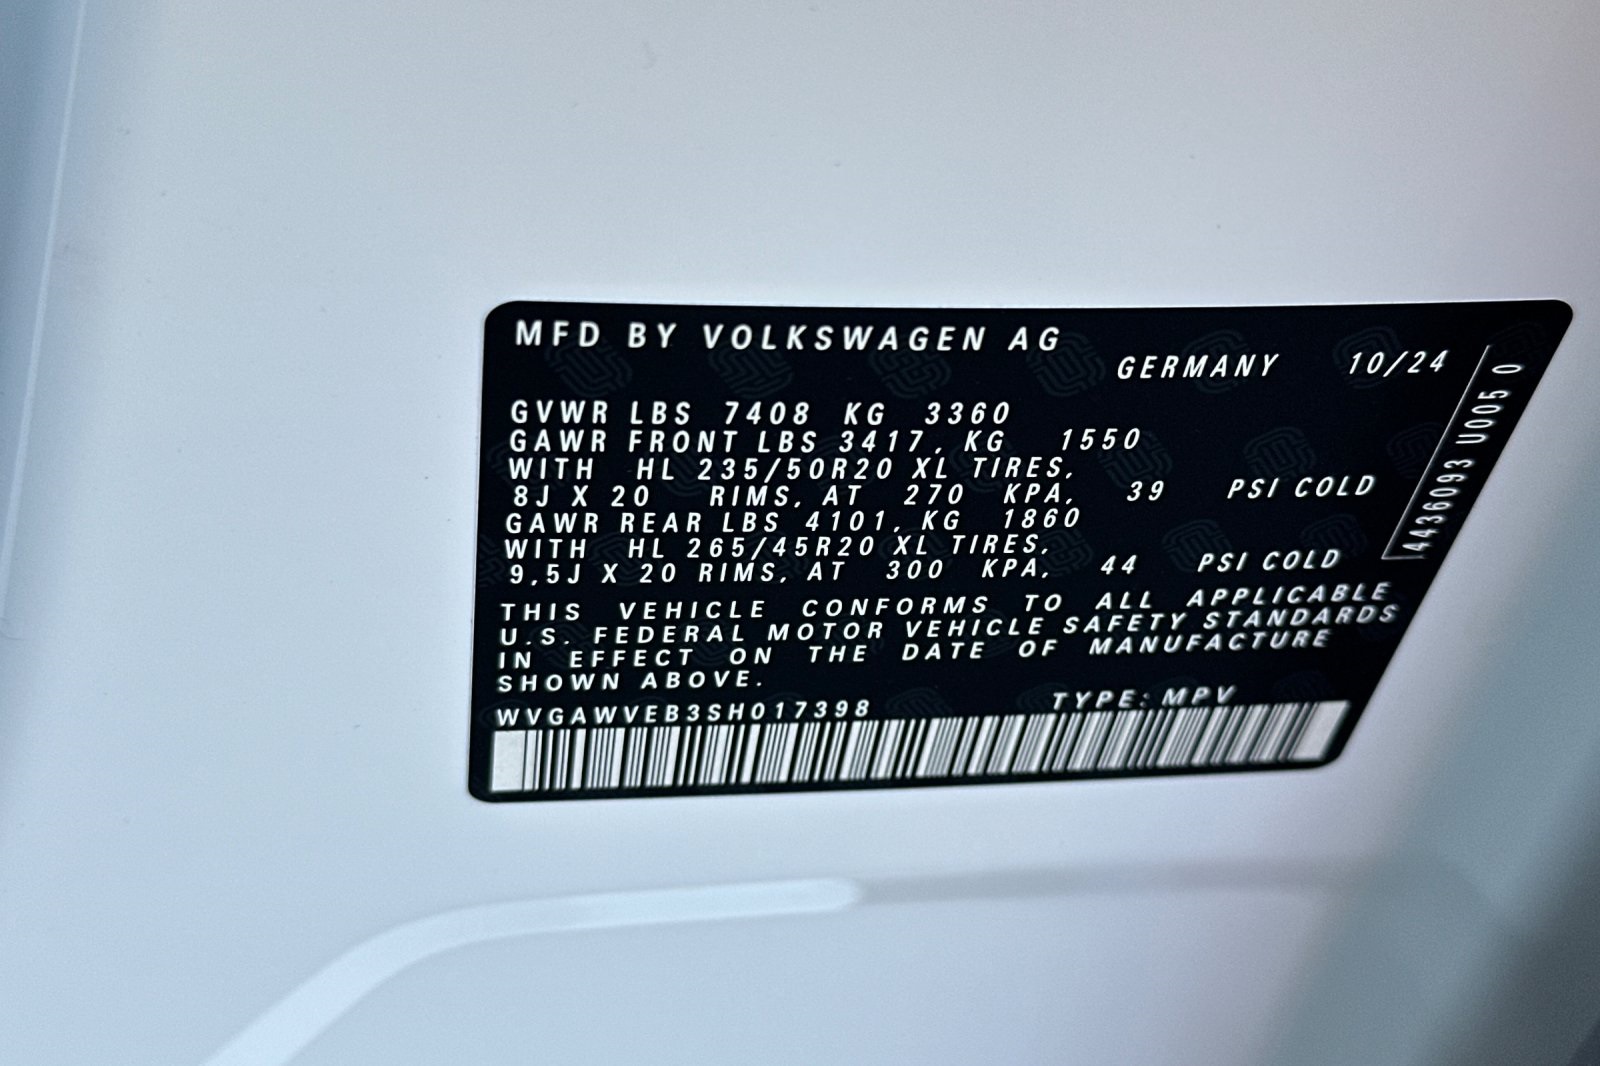 MFD BY VOLKSWAGEN AG
GERMANY 10/24
GVWR LBS 7408 KG 3360
GAWR FRONT LBS 3417, KG 1550
WITH HL 235/50R20 XL TIRES,
8J X 20 RIMS, AT 270 KPA, 39 PSI COLD
GAWR REAR LBS 4101, KG 1860
WITH HL 265/45R20 XL TIRES,
9,5J X 20 RIMS, AT 300 KPA, 44 PSI COLD
THIS VEHICLE CONFORMS TO ALL APPLICABLE
U.S. FEDERAL MOTOR VEHICLE SAFETY STANDARDS
IN EFFECT ON THE DATE OF MANUFACTURE
SHOWN ABOVE.
WVGAWVEB3SH017398 TYPE: MPV
4436093 U005 0